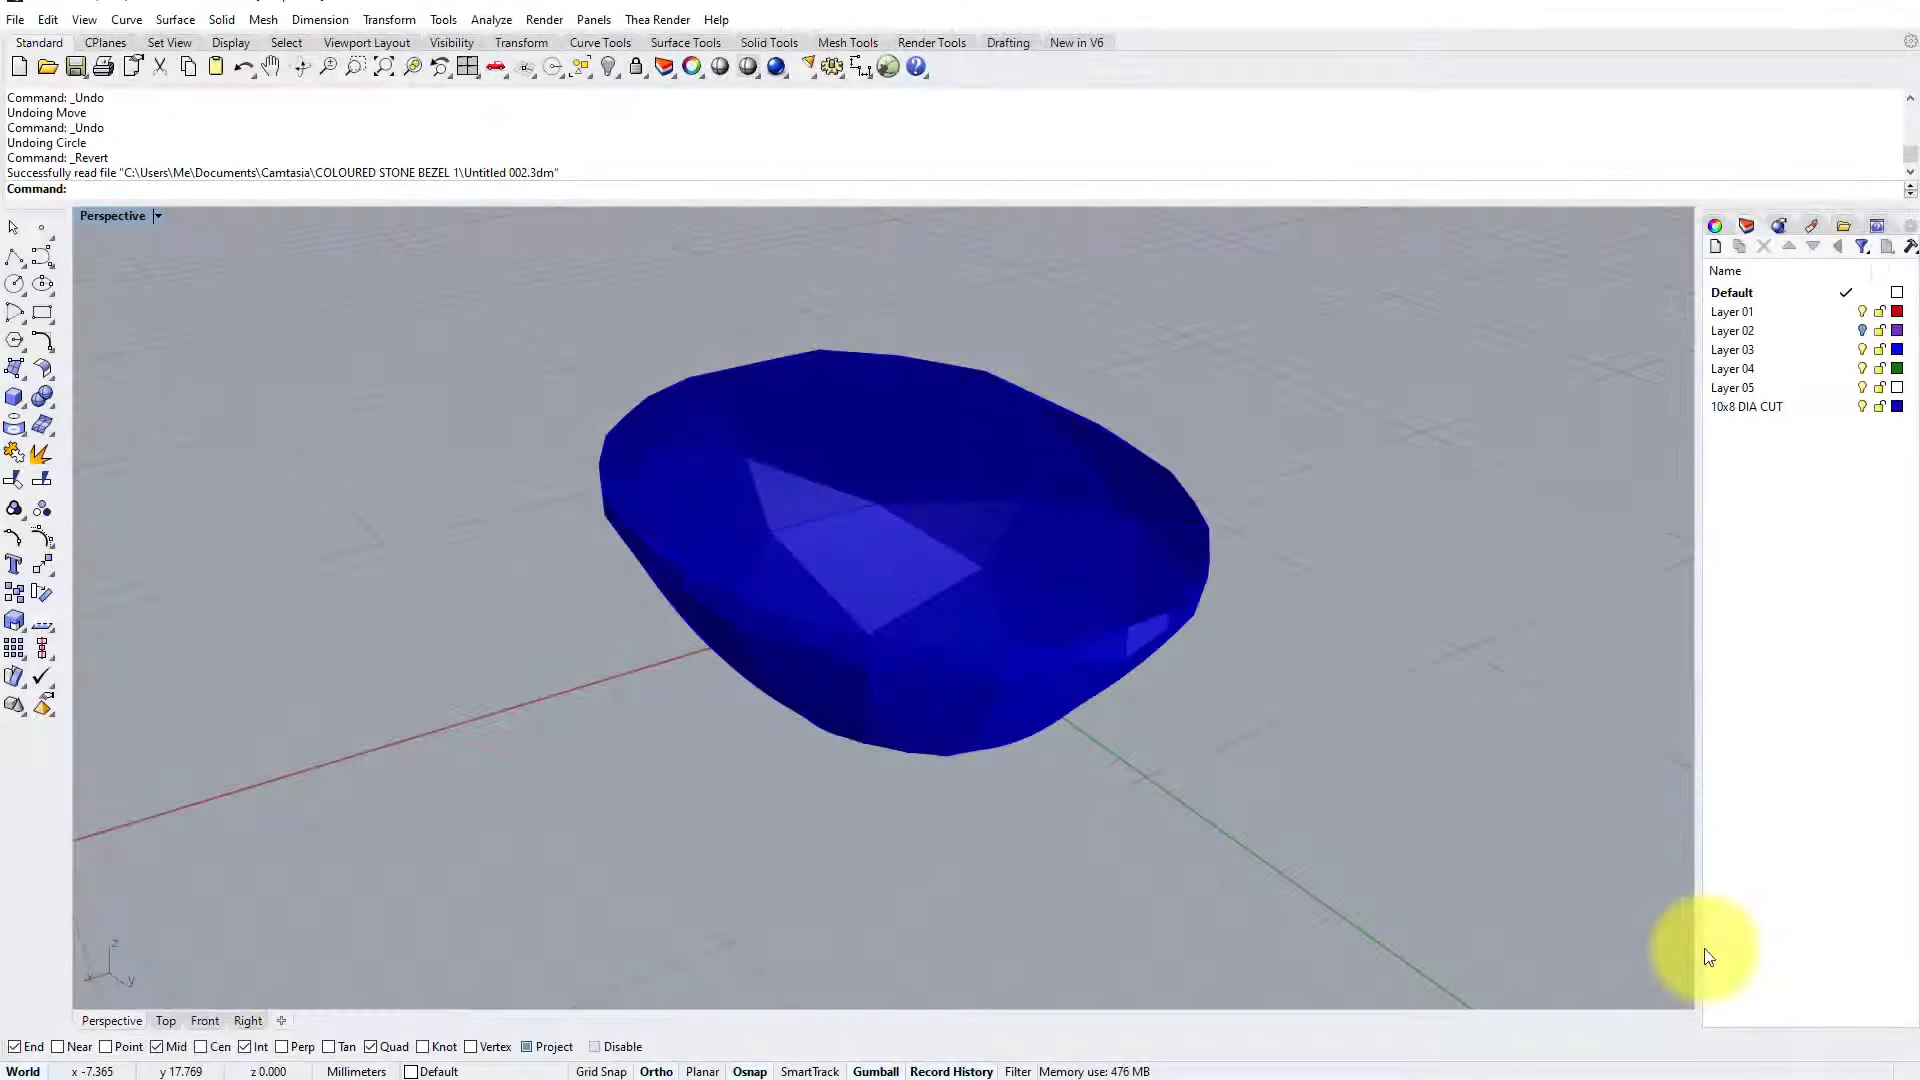 File Edit View Curve Surface Solid Mesh Dimension Transform Tools Analyze Render Panels Thea Render Help
Standard CPlanes Set View Display Select Viewport Layout Visibility Transform Curve Tools Surface Tools Solid Tools Mesh Tools Render Tools Drafting New in V6
Command: _Undo
Undoing Move
Command: _Undo
Undoing Circle
Command: _Revert
Successfully read file "C:\Users\Me\Documents\Camtasia\COLOURED STONE BEZEL 1\Untitled 002.3dm"
Command:
Perspective
Name
Default
Layer 01
Layer 02
Layer 03
Layer 04
Layer 05
10x8 DIA CUT
z
x y
Perspective Top Front Right
End Near Point Mid Cen Int Perp Tan Quad Knot Vertex Project Disable
World x -7.365 y 17.769 z 0.000 Millimeters Default Grid Snap Ortho Planar Osnap SmartTrack Gumball Record History Filter Memory use: 476 MB